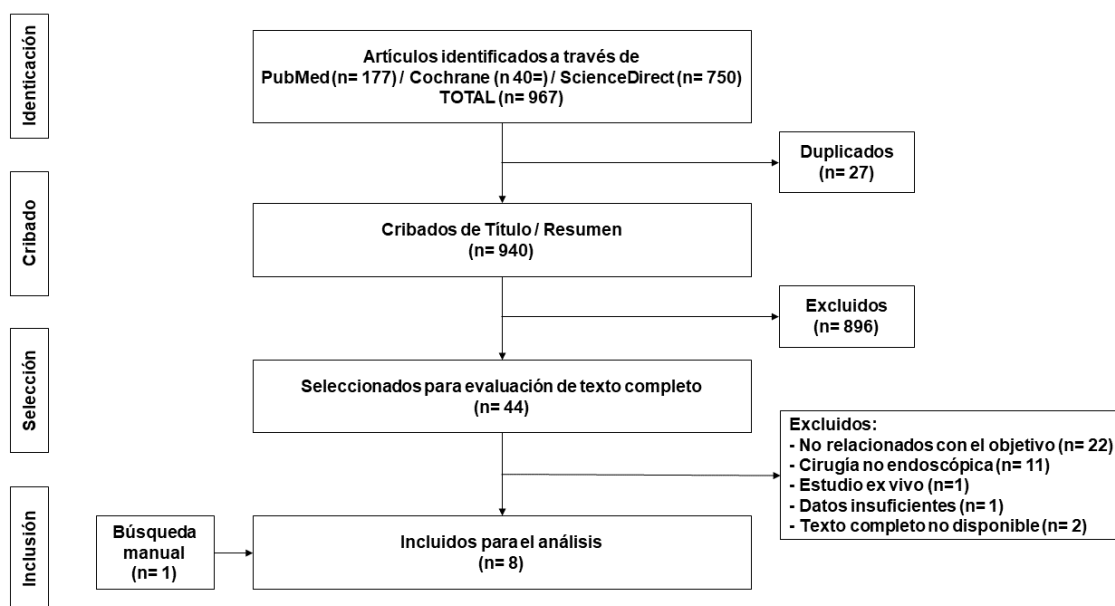 Identificación
Artículos identificados a través de
PubMed (n= 177) / Cochrane (n 40=) / ScienceDirect (n= 750)
TOTAL (n= 967)
Duplicados
(n= 27)
Cribado
Cribados de Título / Resumen
(n= 940)
Excluidos
(n= 896)
Selección
Seleccionados para evaluación de texto completo
(n= 44)
Excluidos:
- No relacionados con el objetivo (n= 22)
- Cirugía no endoscópica (n= 11)
- Estudio ex vivo (n=1)
- Datos insuficientes (n= 1)
- Texto completo no disponible (n= 2)
Inclusión
Búsqueda
manual
(n= 1)
Incluidos para el análisis
(n= 8)